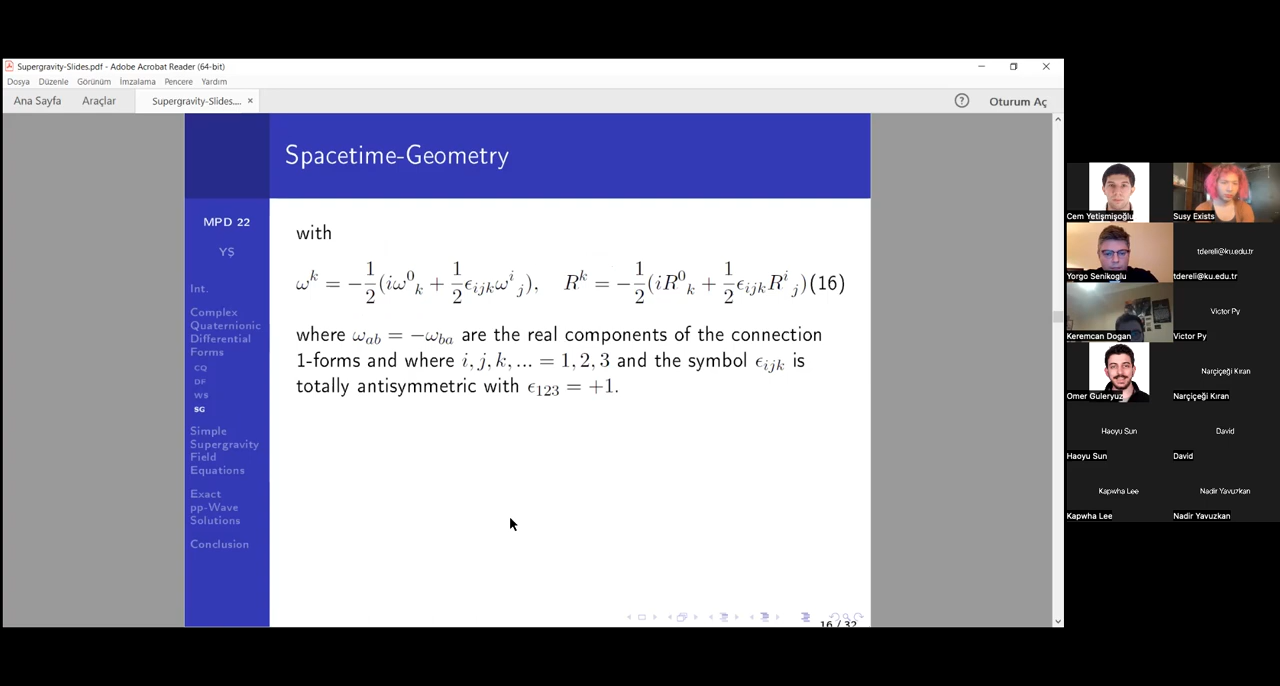 Supergravity-Slides.pdf - Adobe Acrobat Reader (64-bit)
Dosya Düzenle Görünüm İmzalama Pencere Yardım
Ana Sayfa Araçlar Supergravity-Slides.... × ? Oturum Aç
Spacetime-Geometry
MPD 22
YŞ
Int.
Complex
Quaternionic
Differential
Forms
CQ
DF
WS
SG
Simple
Supergravity
Field
Equations
Exact
pp-Wave
Solutions
Conclusion
with
ω^k = −1/2(iω^0_k + 1/2 ϵ_ijk ω^i_j), R^k = −1/2(iR^0_k + 1/2 ϵ_ijk R^i_j)(16)
where ω_ab = −ω_ba are the real components of the connection
1-forms and where i, j, k, ... = 1, 2, 3 and the symbol ϵ_ijk is
totally antisymmetric with ϵ_123 = +1.
16 / 32
Cem Yetişmişoğlu
Susy Exists
Yorgo Senikoglu
tdereli@ku.edu.tr
tdereli@ku.edu.tr
Keremcan Dogan
Victor Py
Victor Py
Omer Guleryuz
Narçiçeği Kıran
Narçiçeği Kıran
Haoyu Sun
Haoyu Sun
David
David
Kapwha Lee
Kapwha Lee
Nadir Yavuzkan
Nadir Yavuzkan